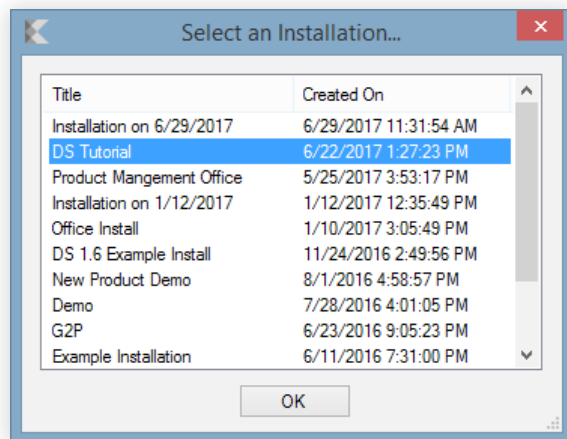 Select an Installation...
Title Created On
Installation on 6/29/2017 6/29/2017 11:31:54 AM
DS Tutorial 6/22/2017 1:27:23 PM
Product Mangement Office 5/25/2017 3:53:17 PM
Installation on 1/12/2017 1/12/2017 12:35:49 PM
Office Install 1/10/2017 3:05:49 PM
DS 1.6 Example Install 11/24/2016 2:49:56 PM
New Product Demo 8/1/2016 4:58:57 PM
Demo 7/28/2016 4:01:05 PM
G2P 6/23/2016 9:05:23 PM
Example Installation 6/11/2016 7:31:00 PM
OK